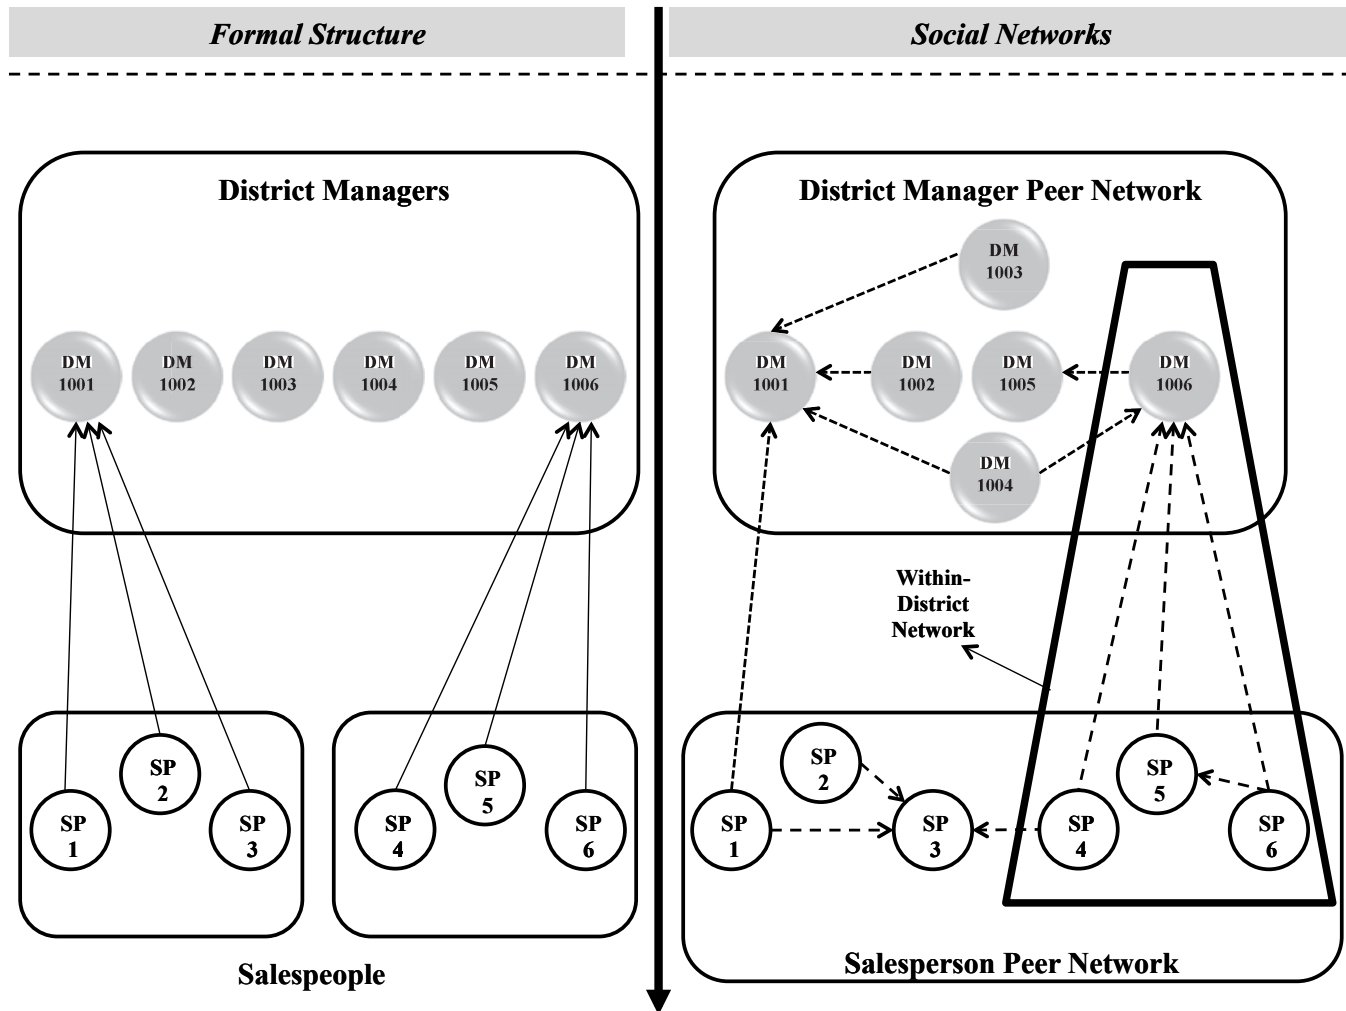 Formal Structure
Social Networks
District Managers
DM
1001
DM
1002
DM
1003
DM
1004
DM
1005
DM
1006
SP
1
SP
2
SP
3
SP
4
SP
5
SP
6
Salespeople
District Manager Peer Network
DM
1003
DM
1001
DM
1002
DM
1005
DM
1006
DM
1004
Within-
District
Network
SP
1
SP
2
SP
3
SP
4
SP
5
SP
6
Salesperson Peer Network